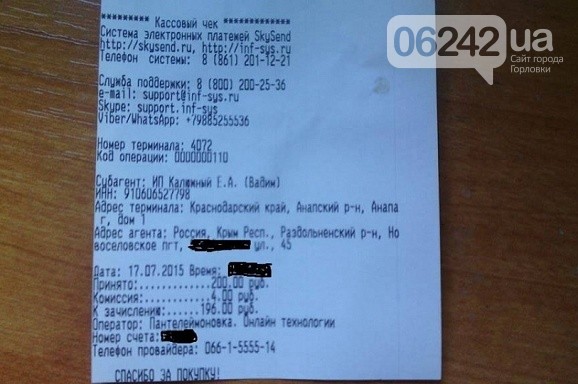 ********** Кассовый чек ************
Система электронных платежей SkySend
http://skysend.ru, http://inf-sys.ru
Телефон системы: 8 (861) 201-12-21
Служба поддержки: 8 (800) 200-25-36
e-mail: support@inf-sys.ru
Skype: support.inf-sys
Viber/WhatsApp: +79885255536
Номер терминала: 4072
Код операции: 0000000110
Субагент: ИП Калюжный Е.А. (Вадим)
ИНН: 910606527798
Адрес терминала: Краснодарский край, Анапский р-н, Анапа
г, дом 1
Адрес агента: Россия, Крым Респ., Раздольненский р-н, Но
воселовское пгт, ул., 45
Дата: 17.07.2015 Время:
Принято:............200.00 руб.
Комиссия:.............4.00 руб.
К зачислению:.......196.00 руб.
Оператор: Пантелеймоновка. Онлайн технологии
Номер счета:
Телефон провайдера: 066-1-5555-14
СПАСИБО ЗА ПОКУПКУ!
06242 ua
Сайт города
Горловки